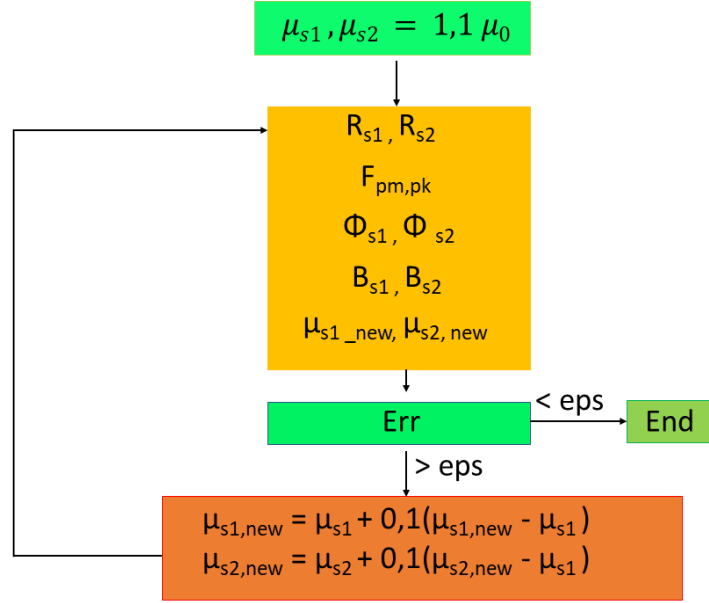 μs1 , μs2 = 1,1 μ0
Rs1 , Rs2
Fpm,pk
Φs1, Φ s2
Bs1, Bs2
μs1 _new, μs2, new
Err
< eps
End
> eps
μs1,new = μs1 + 0,1(μs1,new - μs1)
μs2,new = μs2 + 0,1(μs2,new - μs1)